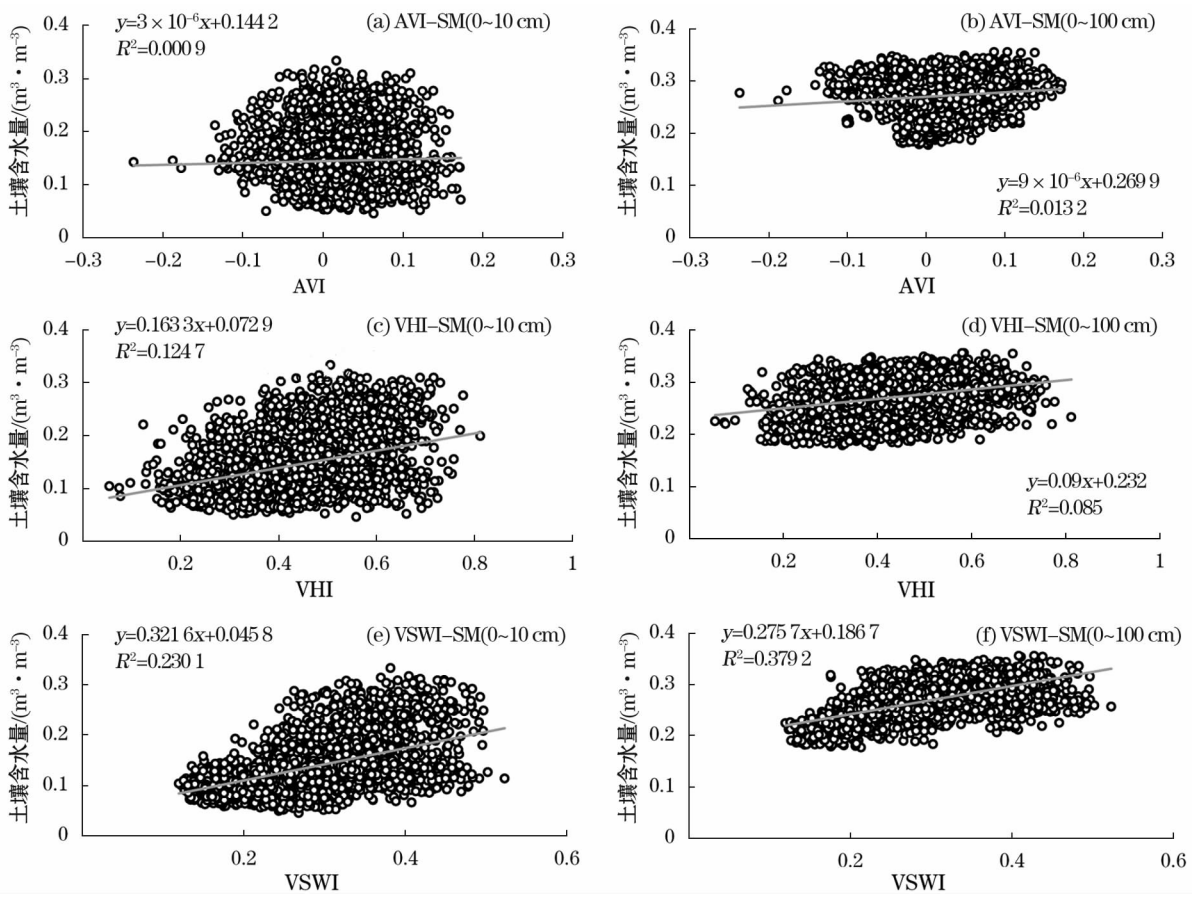 y=3×10⁻⁶x+0.144 2
R²=0.000 9
(a) AVI–SM(0~10 cm)
土壤含水量/(m³·m⁻³)
0.4
0.3
0.2
0.1
0
−0.3
−0.2
−0.1
0
0.1
0.2
0.3
AVI
(b) AVI–SM(0~100 cm)
土壤含水量/(m³·m⁻³)
0.4
0.3
0.2
0.1
0
y=9×10⁻⁶x+0.269 9
R²=0.013 2
−0.3
−0.2
−0.1
0
0.1
0.2
0.3
AVI
y=0.163 3x+0.072 9
R²=0.124 7
(c) VHI–SM(0~10 cm)
土壤含水量/(m³·m⁻³)
0.4
0.3
0.2
0.1
0
0.2
0.4
0.6
0.8
1
VHI
(d) VHI–SM(0~100 cm)
土壤含水量/(m³·m⁻³)
0.4
0.3
0.2
0.1
0
y=0.09x+0.232
R²=0.085
0.2
0.4
0.6
0.8
1
VHI
y=0.321 6x+0.045 8
R²=0.230 1
(e) VSWI–SM(0~10 cm)
土壤含水量/(m³·m⁻³)
0.4
0.3
0.2
0.1
0
0.2
0.4
0.6
VSWI
y=0.275 7x+0.186 7
R²=0.379 2
(f) VSWI–SM(0~100 cm)
土壤含水量/(m³·m⁻³)
0.4
0.3
0.2
0.1
0
0.2
0.4
0.6
VSWI